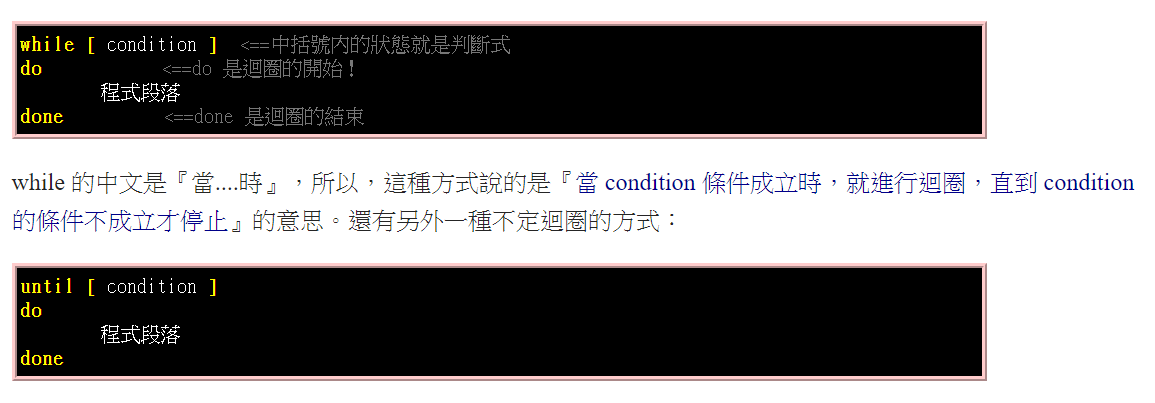 while [ condition ]  <==中括號內的狀態就是判斷式
do            <==do 是迴圈的開始！
        程式段落
done          <==done 是迴圈的結束
while 的中文是『當....時』，所以，這種方式說的是『當 condition 條件成立時，就進行迴圈，直到 condition
的條件不成立才停止』的意思。還有另外一種不定迴圈的方式：
until [ condition ]
do
        程式段落
done